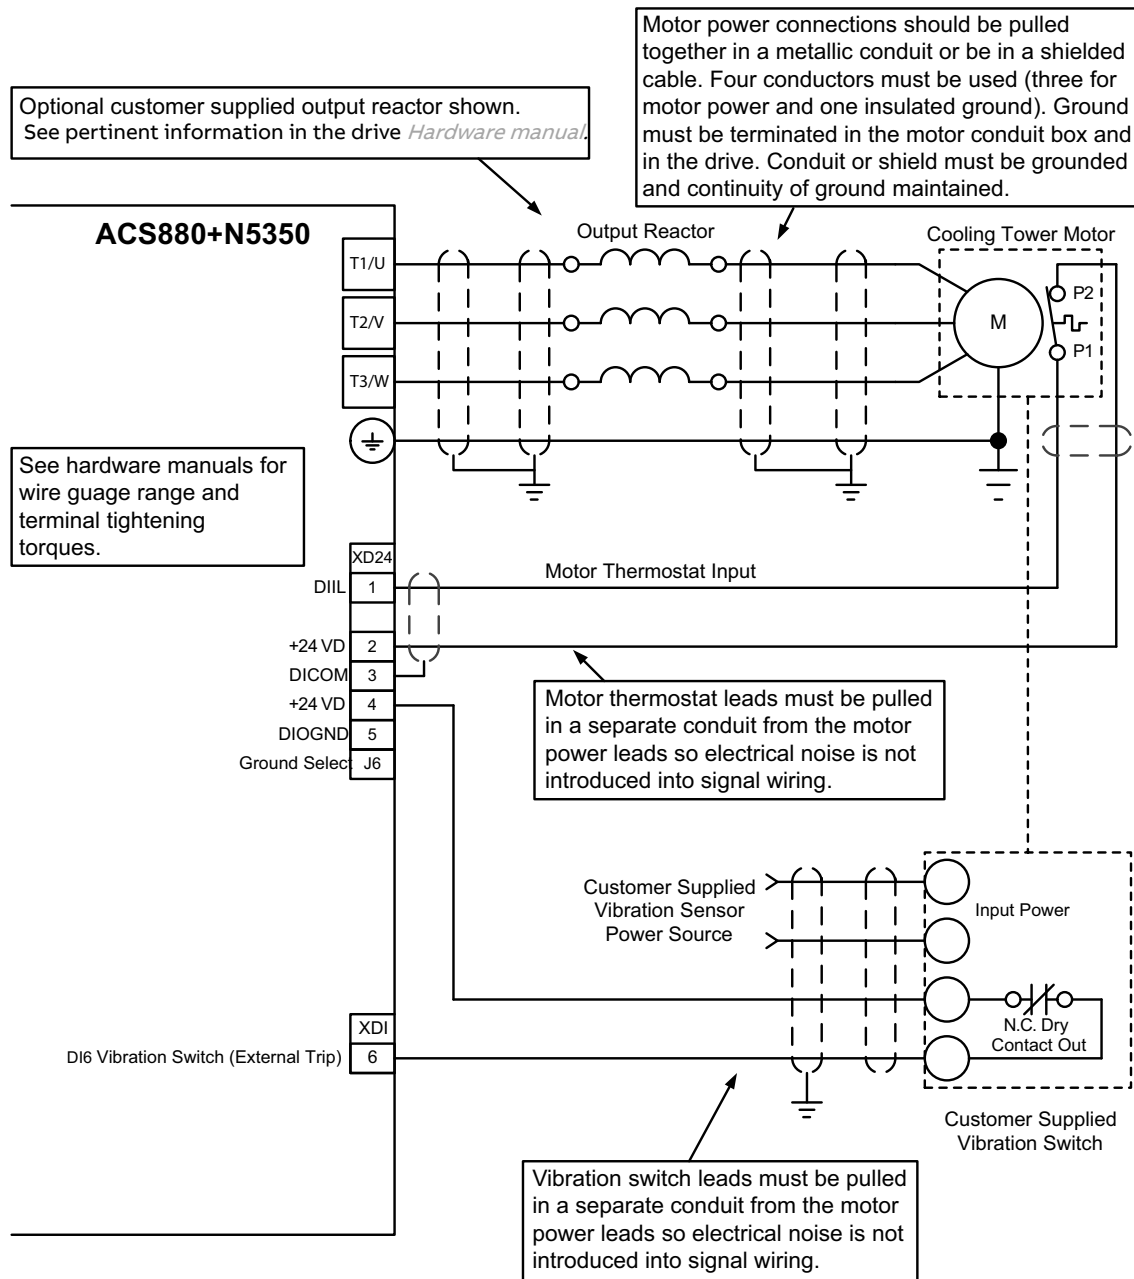 Motor power connections should be pulled
together in a metallic conduit or be in a shielded
cable. Four conductors must be used (three for
motor power and one insulated ground). Ground
must be terminated in the motor conduit box and
in the drive. Conduit or shield must be grounded
and continuity of ground maintained.
Optional customer supplied output reactor shown.
See pertinent information in the drive Hardware manual.
ACS880+N5350
Output Reactor
Cooling Tower Motor
T1/U
T2/V
T3/W
M
P2
P1
See hardware manuals for
wire guage range and
terminal tightening
torques.
XD24
DIIL 1
Motor Thermostat Input
+24 VD 2
DICOM 3
+24 VD 4
DIOGND 5
Ground Select J6
Motor thermostat leads must be pulled
in a separate conduit from the motor
power leads so electrical noise is not
introduced into signal wiring.
Customer Supplied
Vibration Sensor
Power Source
Input Power
N.C. Dry
Contact Out
XDI
DI6 Vibration Switch (External Trip) 6
Customer Supplied
Vibration Switch
Vibration switch leads must be pulled
in a separate conduit from the motor
power leads so electrical noise is not
introduced into signal wiring.